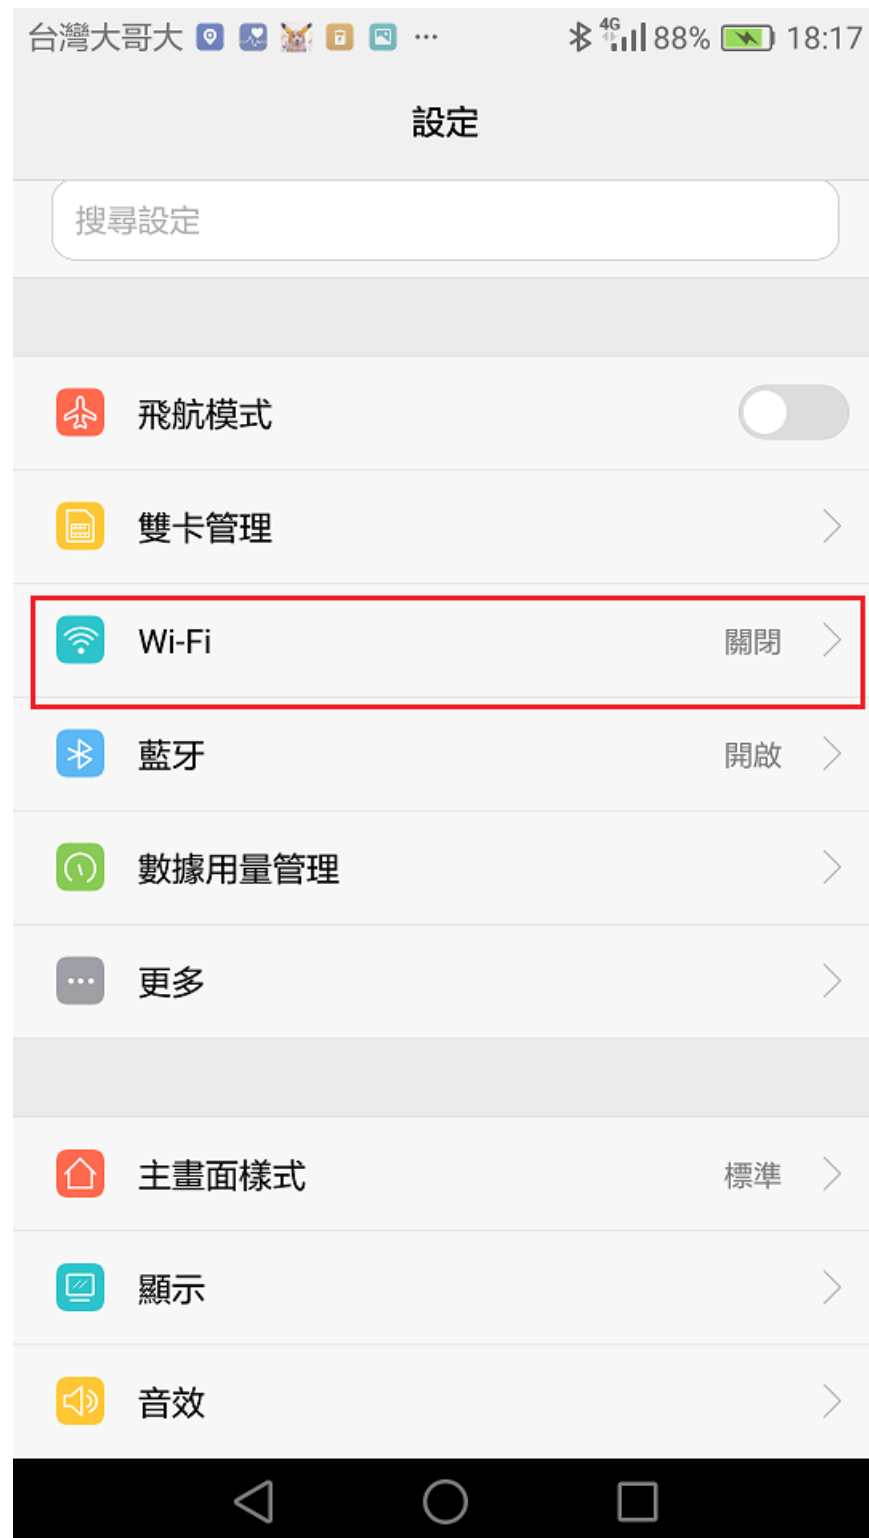 台灣大哥大 ... 4G 88% 18:17
設定
搜尋設定
飛航模式
雙卡管理
Wi-Fi 關閉
藍牙 開啟
數據用量管理
更多
主畫面樣式 標準
顯示
音效